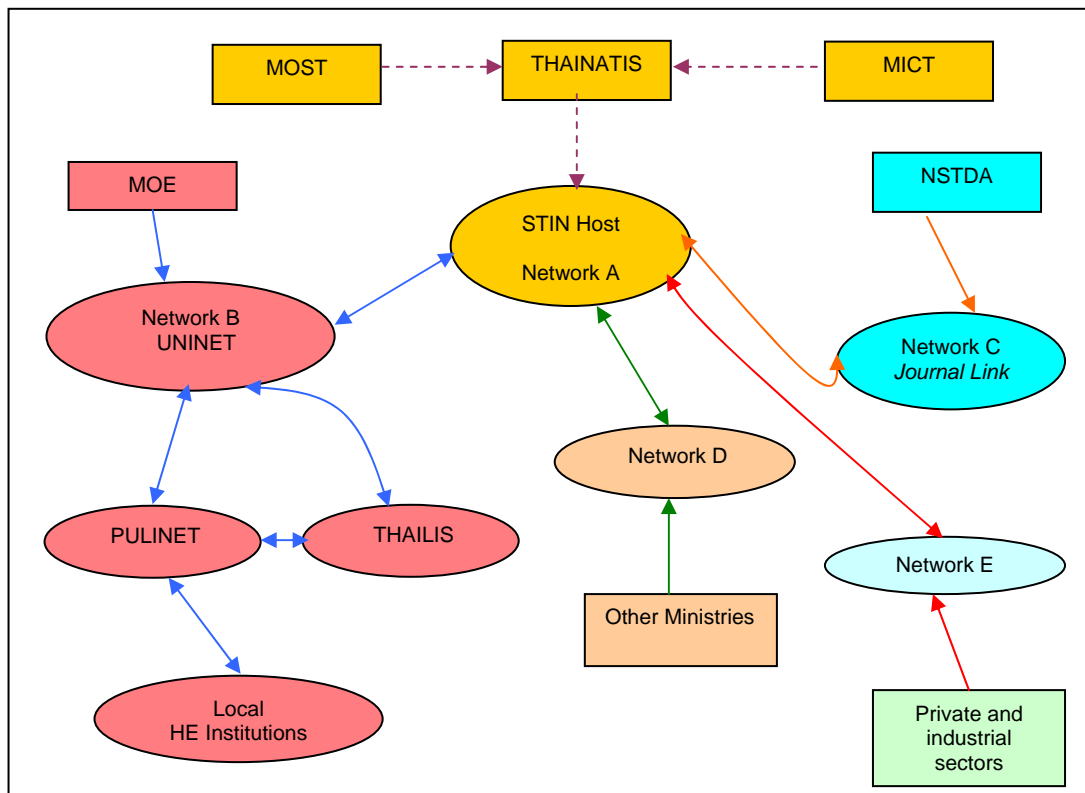 MOST
THAINATIS
MICT
MOE
NSTDA
STIN Host
Network A
Network B
UNINET
Network C
Journal Link
Network D
PULINET
THAILIS
Network E
Other Ministries
Local
HE Institutions
Private and
industrial
sectors